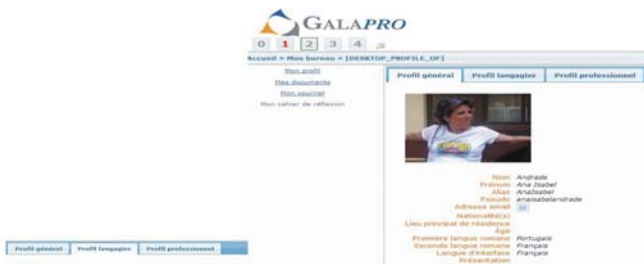 GALAPRO
0 1 2 3 4
Accueil » Mon bureau » [DESKTOP_PROFILE_OF]
Mon profil
Mes documents
Mon courriel
Mon cahier de réflexion
Profil général Profil langagier Profil professionnel
Nom Andrade
Prénom Ana Isabel
Alias AnaIsabel
Pseudo anaisabelandrade
Adresse email
Nationalité(s)
Lieu principal de résidence
Âge
Première langue romane Portugais
Seconde langue romane Français
Langue d'interface Français
Présentation
Profil général Profil langagier Profil professionnel